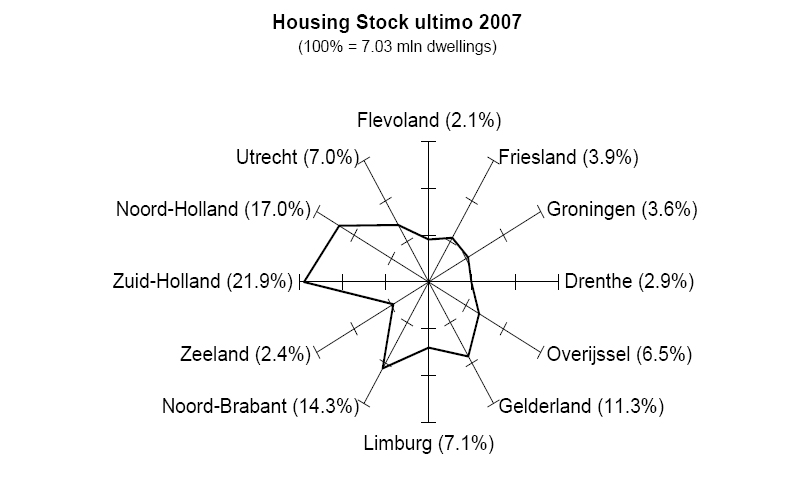 Housing Stock ultimo 2007
(100% = 7.03 mln dwellings)
Flevoland (2.1%)
Utrecht (7.0%)
Friesland (3.9%)
Noord-Holland (17.0%)
Groningen (3.6%)
Zuid-Holland (21.9%)
Drenthe (2.9%)
Zeeland (2.4%)
Overijssel (6.5%)
Noord-Brabant (14.3%)
Gelderland (11.3%)
Limburg (7.1%)